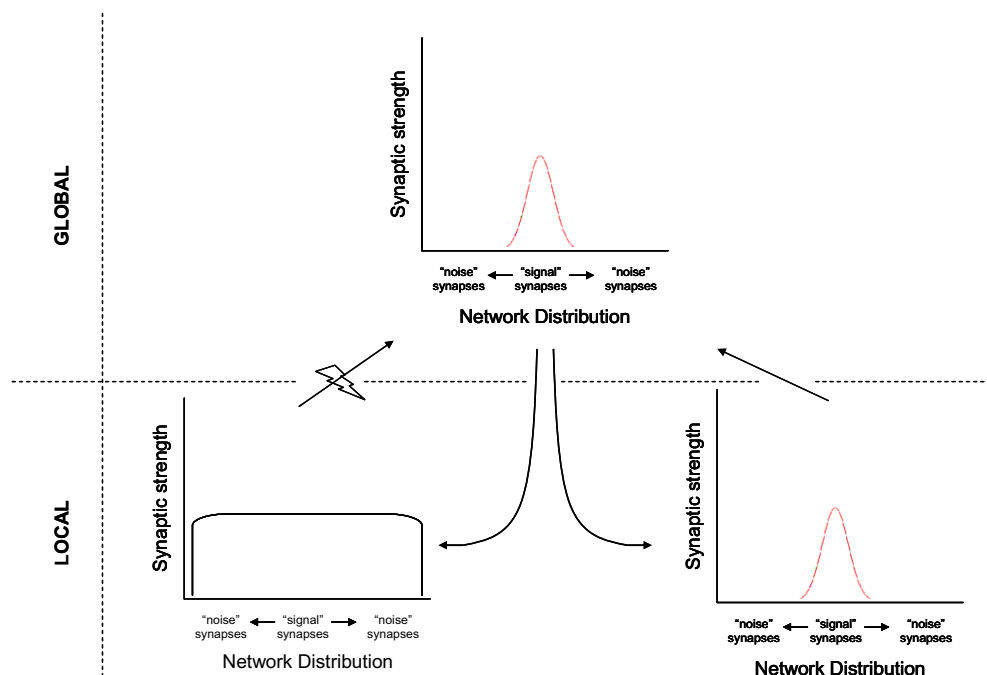 GLOBAL
Synaptic strength
“noise” “signal” “noise”
synapses synapses synapses
Network Distribution
LOCAL
Synaptic strength
“noise” “signal” “noise”
synapses synapses synapses
Network Distribution
Synaptic strength
“noise” “signal” “noise”
synapses synapses synapses
Network Distribution